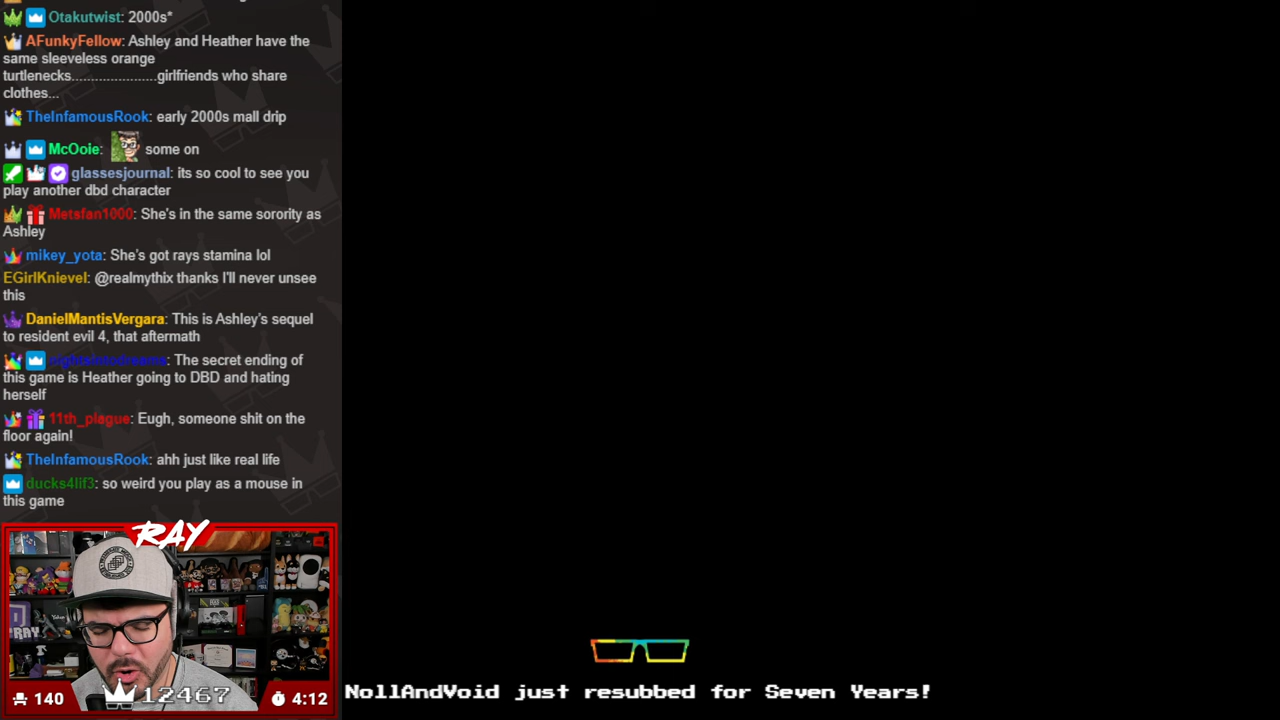 Otakutwist: 2000s*
AFunkyFellow: Ashley and Heather have the
same sleeveless orange
turtlenecks.......................girlfriends who share
clothes...
TheInfamousRook: early 2000s mall drip
McOoie: some on
glassesjournal: its so cool to see you
play another dbd character
Metsfan1000: She's in the same sorority as
Ashley
mikey_yota: She's got rays stamina lol
EGirlKnievel: @realmythix thanks I'll never unsee
this
DanielMantisVergara: This is Ashley's sequel
to resident evil 4, that aftermath
nightsintodreams: The secret ending of
this game is Heather going to DBD and hating
herself
11th_plague: Eugh, someone shit on the
floor again!
TheInfamousRook: ahh just like real life
ducks4lif3: so weird you play as a mouse in
this game
RAY
140
12467
4:12
NollAndVoid just resubbed for Seven Years!